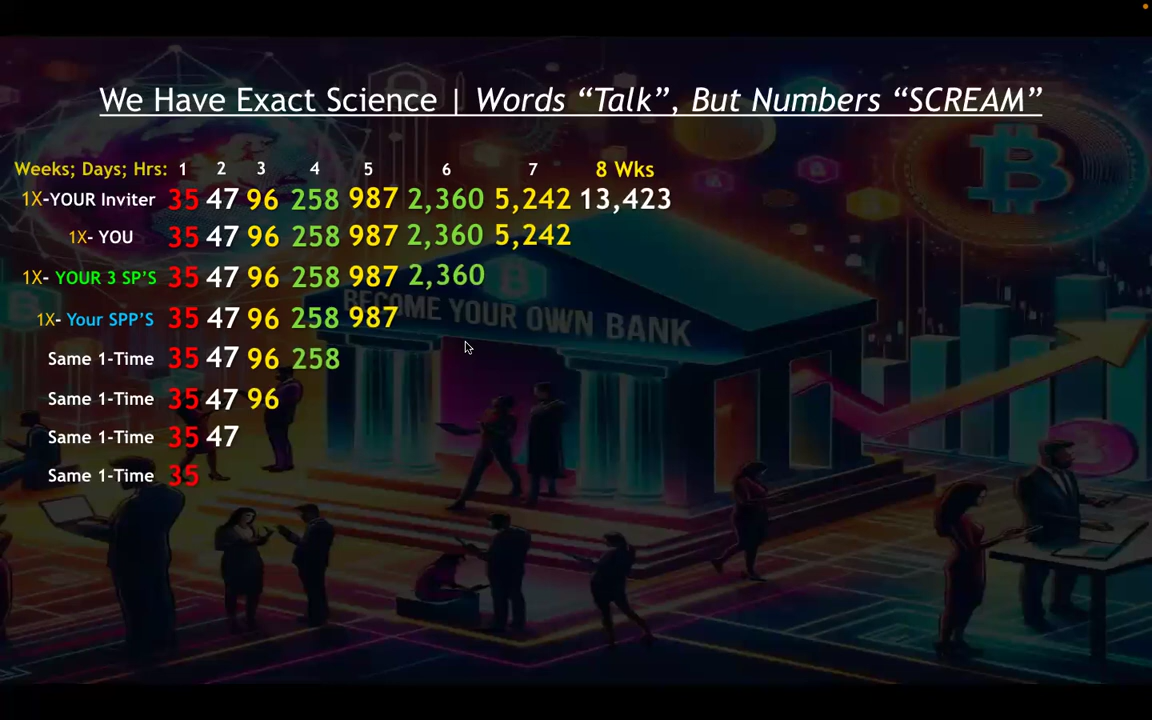 We Have Exact Science | Words “Talk”, But Numbers “SCREAM”
Weeks; Days; Hrs: 1 2 3 4 5 6 7 8 Wks
1X-YOUR Inviter 35 47 96 258 987 2,360 5,242 13,423
1X- YOU 35 47 96 258 987 2,360 5,242
1X- YOUR 3 SP’S 35 47 96 258 987 2,360
1X- Your SPP’S 35 47 96 258 987
BECOME YOUR OWN BANK
Same 1-Time 35 47 96 258
Same 1-Time 35 47 96
Same 1-Time 35 47
Same 1-Time 35